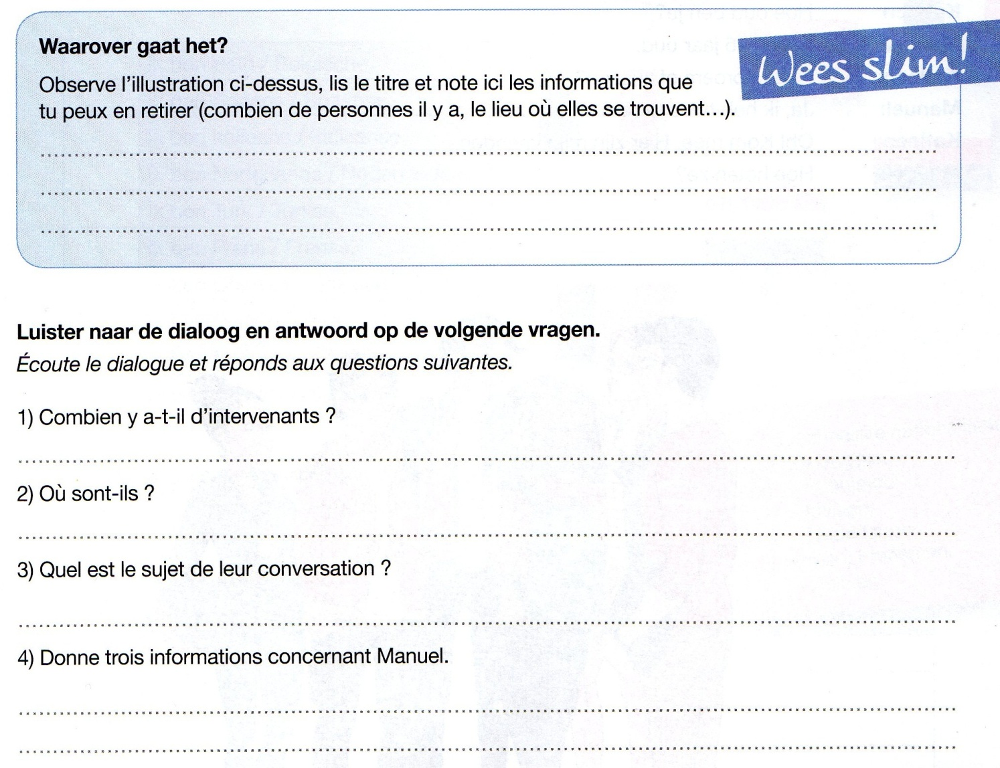 Waarover gaat het?
Wees slim!
Observe l'illustration ci-dessus, lis le titre et note ici les informations que
tu peux en retirer (combien de personnes il y a, le lieu où elles se trouvent...).
Luister naar de dialoog en antwoord op de volgende vragen.
Écoute le dialogue et réponds aux questions suivantes.
1) Combien y a-t-il d'intervenants ?
2) Où sont-ils ?
3) Quel est le sujet de leur conversation ?
4) Donne trois informations concernant Manuel.